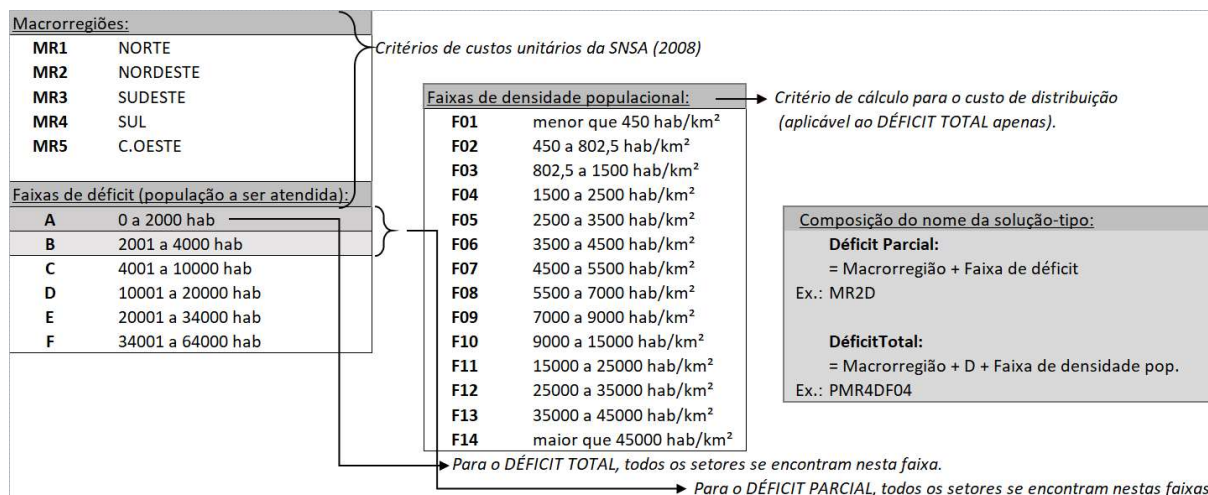 Macrorregiões:
MR1 NORTE
MR2 NORDESTE
MR3 SUDESTE
MR4 SUL
MR5 C.OESTE
Critérios de custos unitários da SNSA (2008)
Faixas de déficit (população a ser atendida):
A 0 a 2000 hab
B 2001 a 4000 hab
C 4001 a 10000 hab
D 10001 a 20000 hab
E 20001 a 34000 hab
F 34001 a 64000 hab
Faixas de densidade populacional:
F01 menor que 450 hab/km²
F02 450 a 802,5 hab/km²
F03 802,5 a 1500 hab/km²
F04 1500 a 2500 hab/km²
F05 2500 a 3500 hab/km²
F06 3500 a 4500 hab/km²
F07 4500 a 5500 hab/km²
F08 5500 a 7000 hab/km²
F09 7000 a 9000 hab/km²
F10 9000 a 15000 hab/km²
F11 15000 a 25000 hab/km²
F12 25000 a 35000 hab/km²
F13 35000 a 45000 hab/km²
F14 maior que 45000 hab/km²
Critério de cálculo para o custo de distribuição
(aplicável ao DÉFICIT TOTAL apenas).
Composição do nome da solução-tipo:
Déficit Parcial:
= Macrorregião + Faixa de déficit
Ex.: MR2D
DéficitTotal:
= Macrorregião + D + Faixa de densidade pop.
Ex.: PMR4DF04
Para o DÉFICIT TOTAL, todos os setores se encontram nesta faixa.
Para o DÉFICIT PARCIAL, todos os setores se encontram nestas faixas